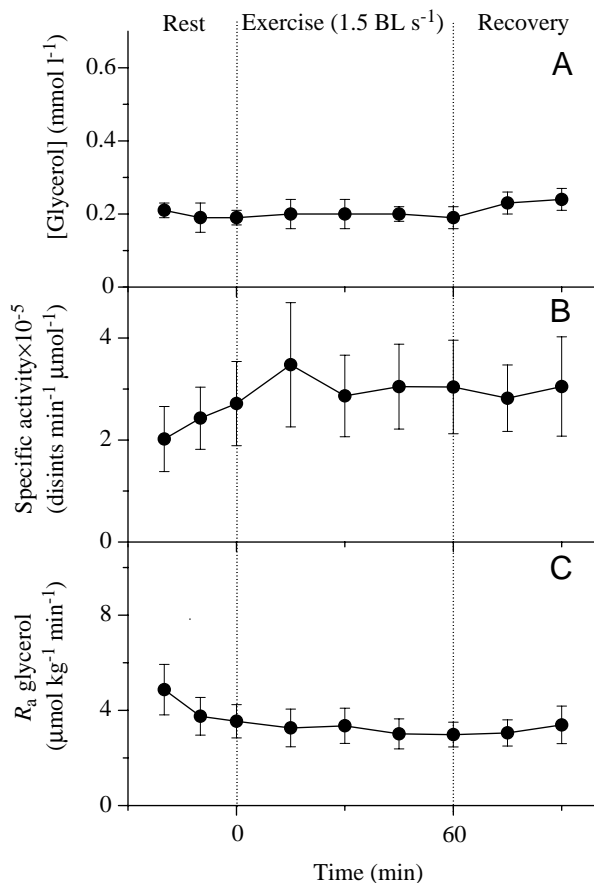 Rest Exercise (1.5 BL s⁻¹) Recovery
A
[Glycerol] (mmol l⁻¹)
0.6
0.4
0.2
0
B
Specific activity×10⁻⁵
(disints min⁻¹ μmol⁻¹)
4
2
0
C
Rₐ glycerol
(μmol kg⁻¹ min⁻¹)
8
4
0
0 60
Time (min)